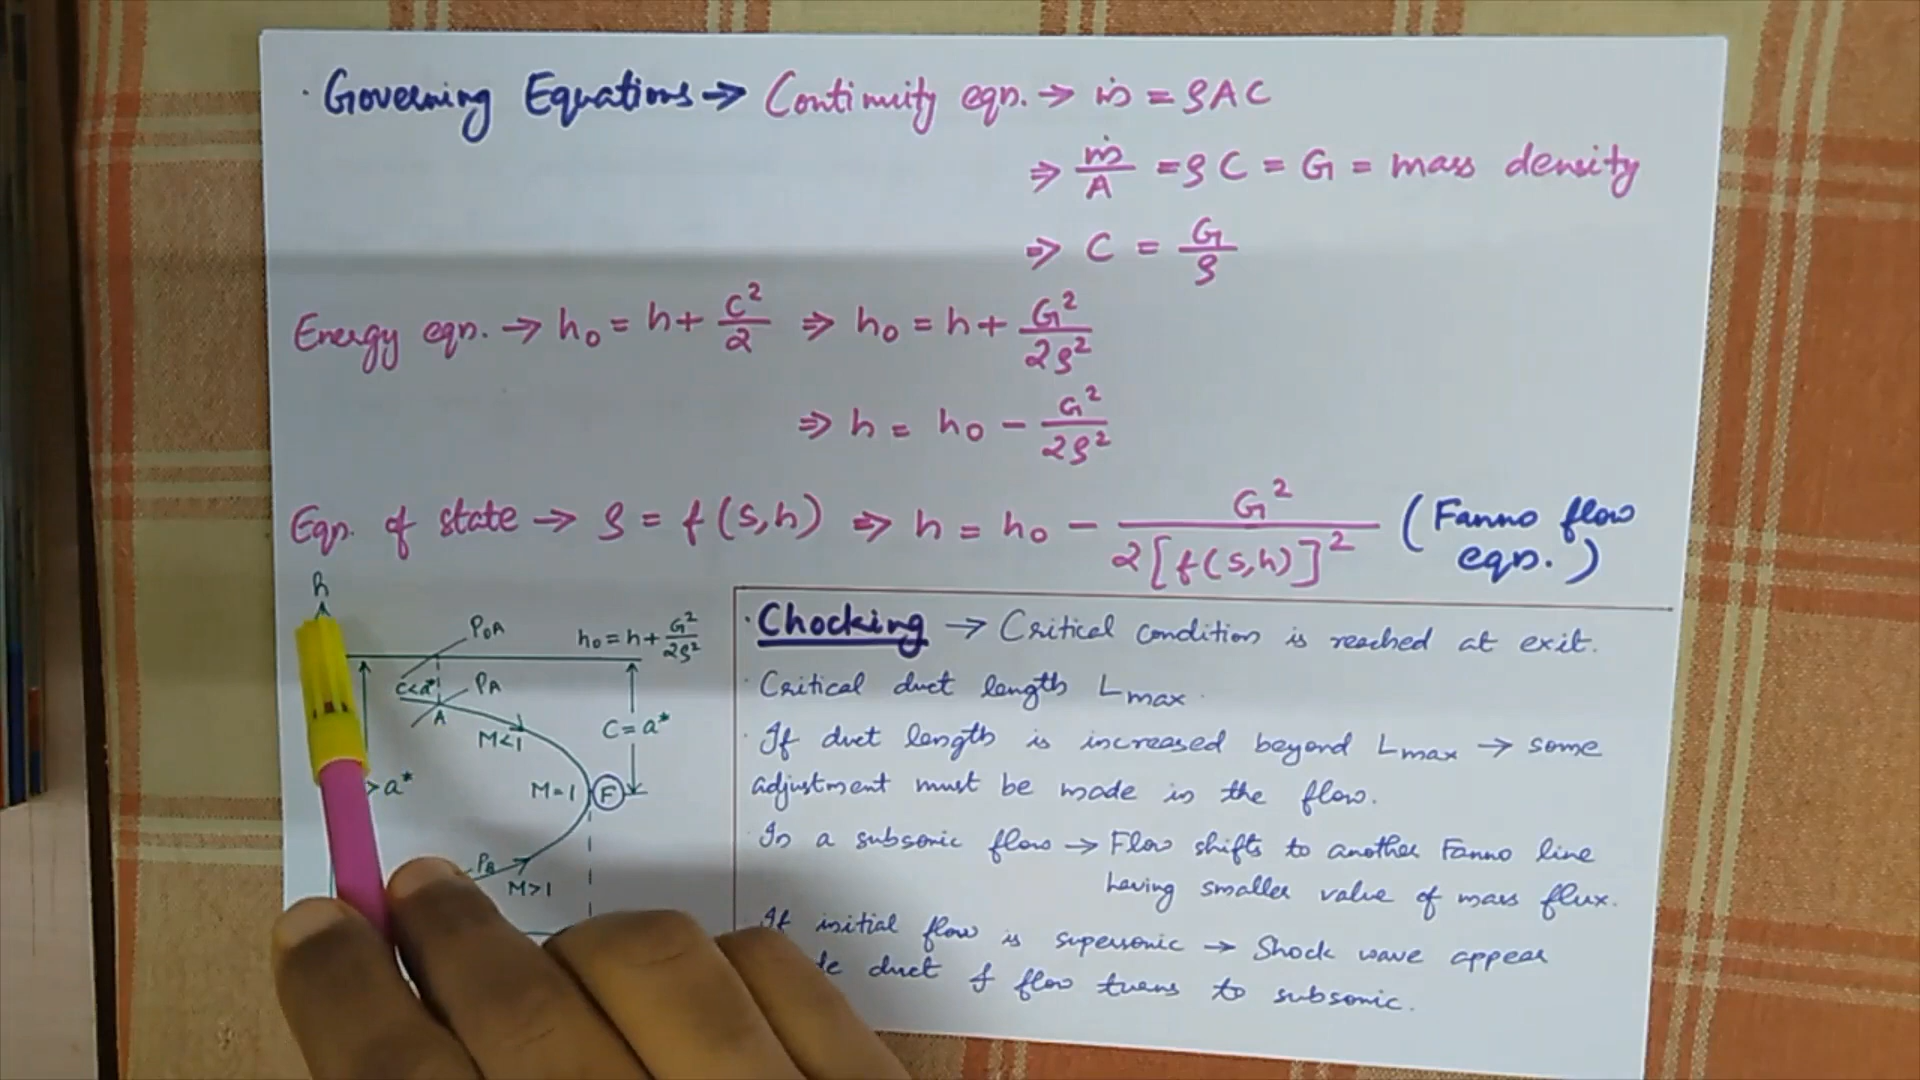 · Governing Equations → Continuity eqn. → ṁ = ρAC
⇒ ṁ/A = ρC = G = mass density
⇒ C = G/ρ
Energy eqn. → h₀ = h + C²/2 ⇒ h₀ = h + G²/2ρ²
⇒ h = h₀ − G²/2ρ²
Eqn. of state → ρ = f(s,h) ⇒ h = h₀ − G²/2[f(s,h)]² (Fanno flow
eqn.)
h
P₀A
h₀ = h + G²/2ρ²
C<a*
PA
A
M<1
C = a*
>a*
M=1
F
PB
M>1
· Chocking → Critical condition is reached at exit.
· Critical duct length Lmax.
· If duct length is increased beyond Lmax → some
adjustment must be made in the flow.
· In a subsonic flow → Flow shifts to another Fanno line
having smaller value of mass flux.
If initial flow is supersonic → Shock wave appear
duct & flow turns to subsonic.